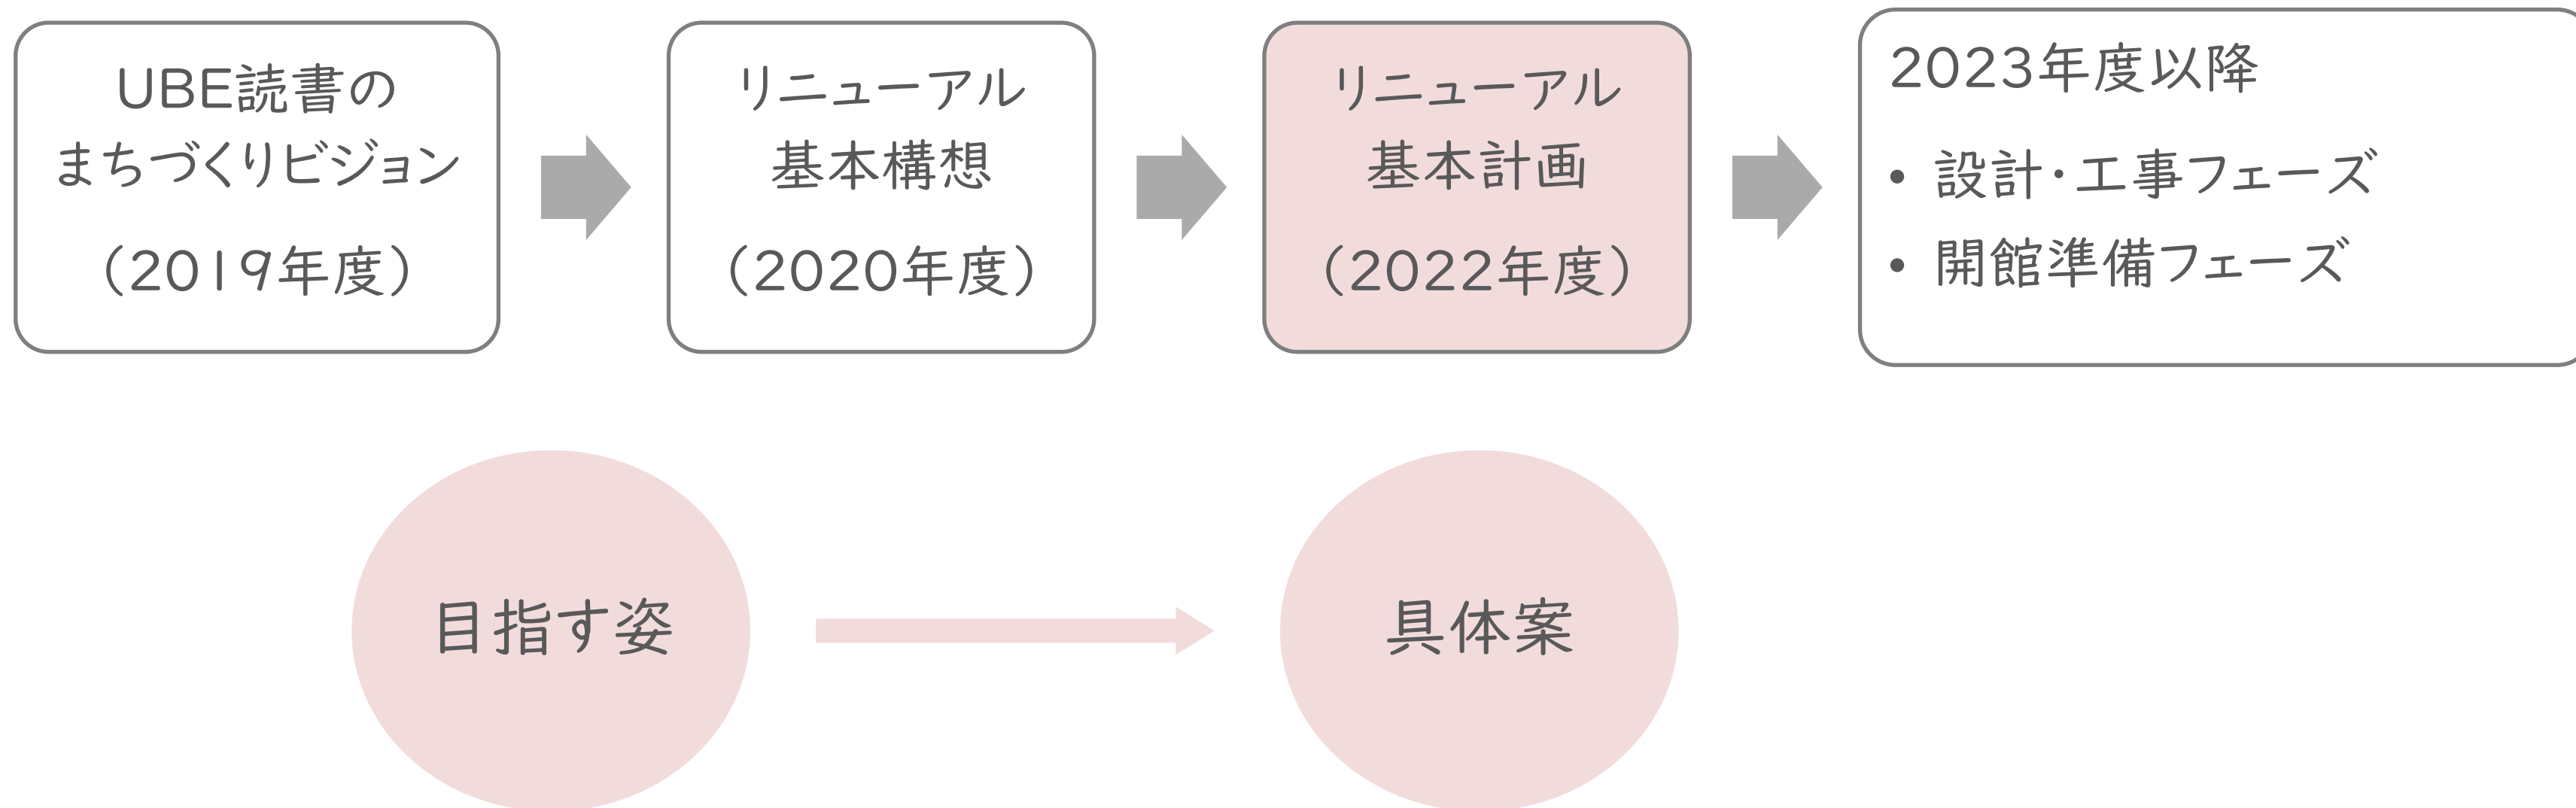 UBE読書の
まちづくりビジョン
（2019年度）
リニューアル
基本構想
（2020年度）
リニューアル
基本計画
（2022年度）
2023年度以降
• 設計・工事フェーズ
• 開館準備フェーズ
目指す姿
具体案